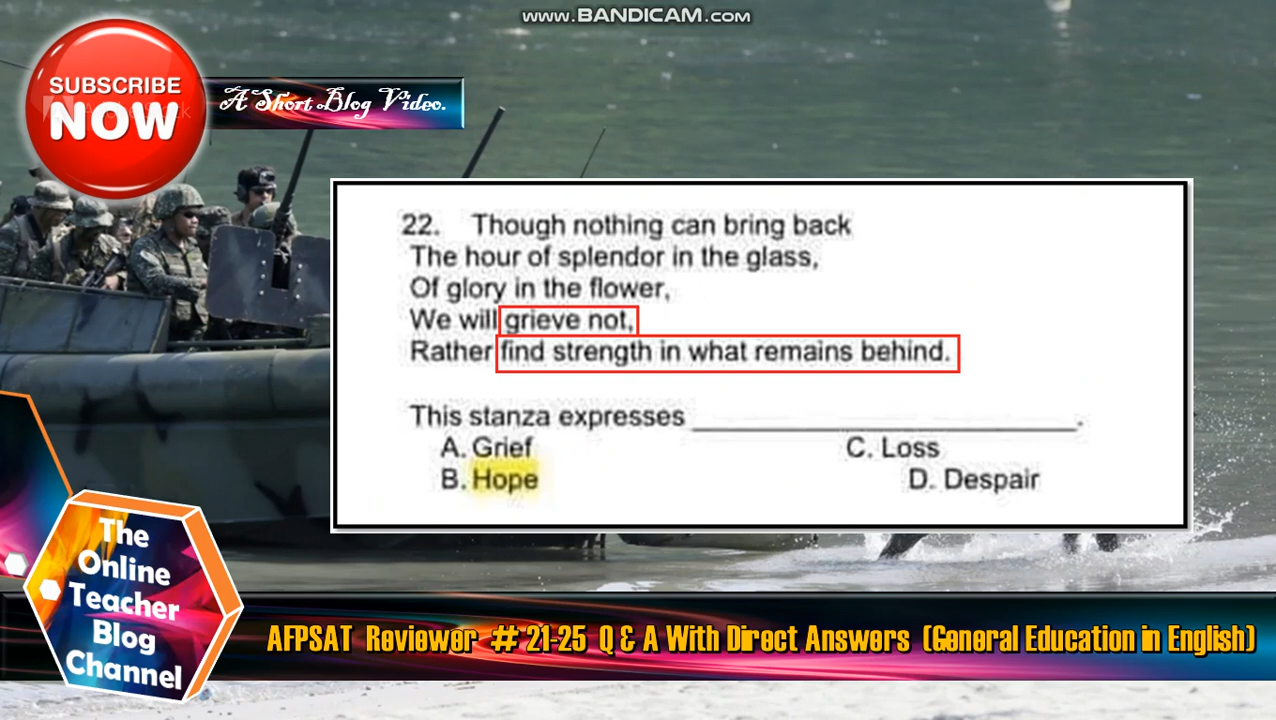 www.BANDICAM.com
SUBSCRIBE
NOW
A Short Blog Video.
22. Though nothing can bring back
The hour of splendor in the glass,
Of glory in the flower,
We will grieve not,
Rather find strength in what remains behind.
This stanza expresses ______________________.
A. Grief
C. Loss
B. Hope
D. Despair
The
Online
Teacher
Blog
Channel
AFPSAT Reviewer # 21-25 Q & A With Direct Answers (General Education in English)